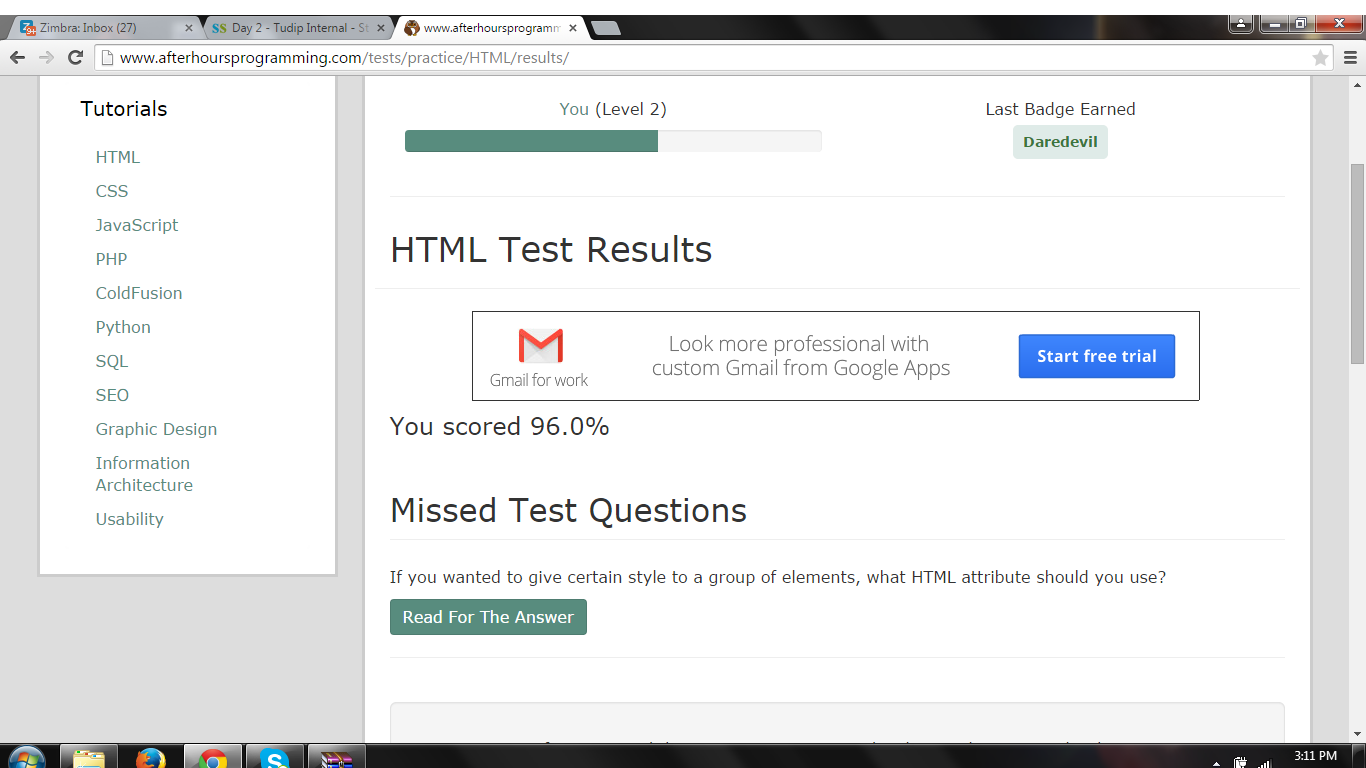 Zimbra: Inbox (27)
Day 2 - Tudip Internal - St
www.afterhoursprogramm
www.afterhoursprogramming.com/tests/practice/HTML/results/
Tutorials
HTML
CSS
JavaScript
PHP
ColdFusion
Python
SQL
SEO
Graphic Design
Information
Architecture
Usability
You (Level 2)
Last Badge Earned
Daredevil
HTML Test Results
Gmail for work
Look more professional with
custom Gmail from Google Apps
Start free trial
You scored 96.0%
Missed Test Questions
If you wanted to give certain style to a group of elements, what HTML attribute should you use?
Read For The Answer
3:11 PM